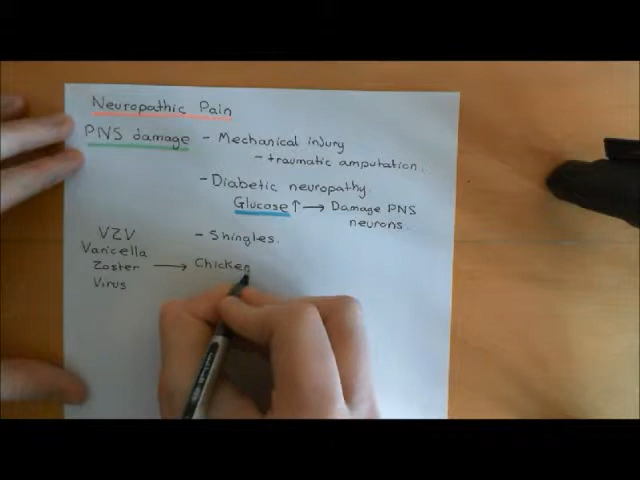 Neuropathic Pain
PNS damage - Mechanical injury
- traumatic amputation.
- Diabetic neuropathy.
Glucose ↑ → Damage PNS
neurons.
VZV - Shingles.
Varicella
Zoster → Chicken
Virus